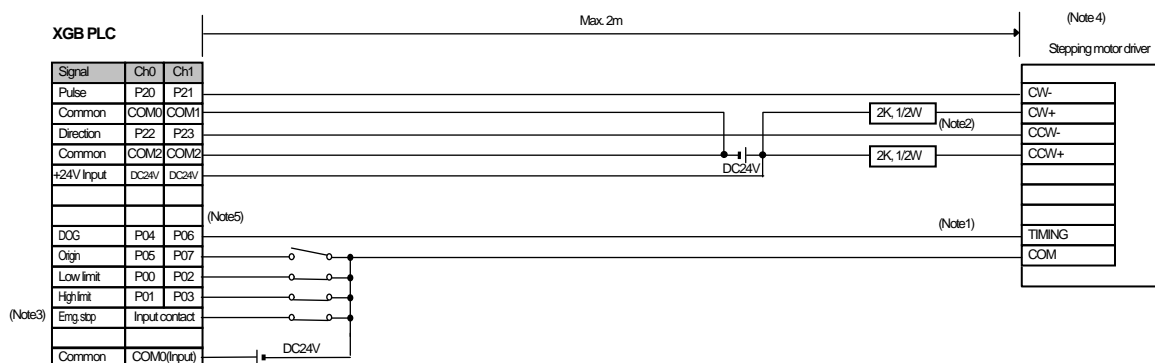 Max. 2m
(Note 4)
XGB PLC
Stepping motor driver
Signal Ch0 Ch1
Pulse P20 P21
CW-
Common COM0 COM1
2K, 1/2W
CW+
Direction P22 P23
(Note2)
CCW-
Common COM2 COM2
2K, 1/2W
CCW+
+24V Input DC24V DC24V
DC24V
(Note5)
(Note1)
DOG P04 P06
TIMING
Origin P05 P07
COM
Low limit P00 P02
High limit P01 P03
(Note3)
Emg. stop Input contact
DC24V
Common COM0(Input)